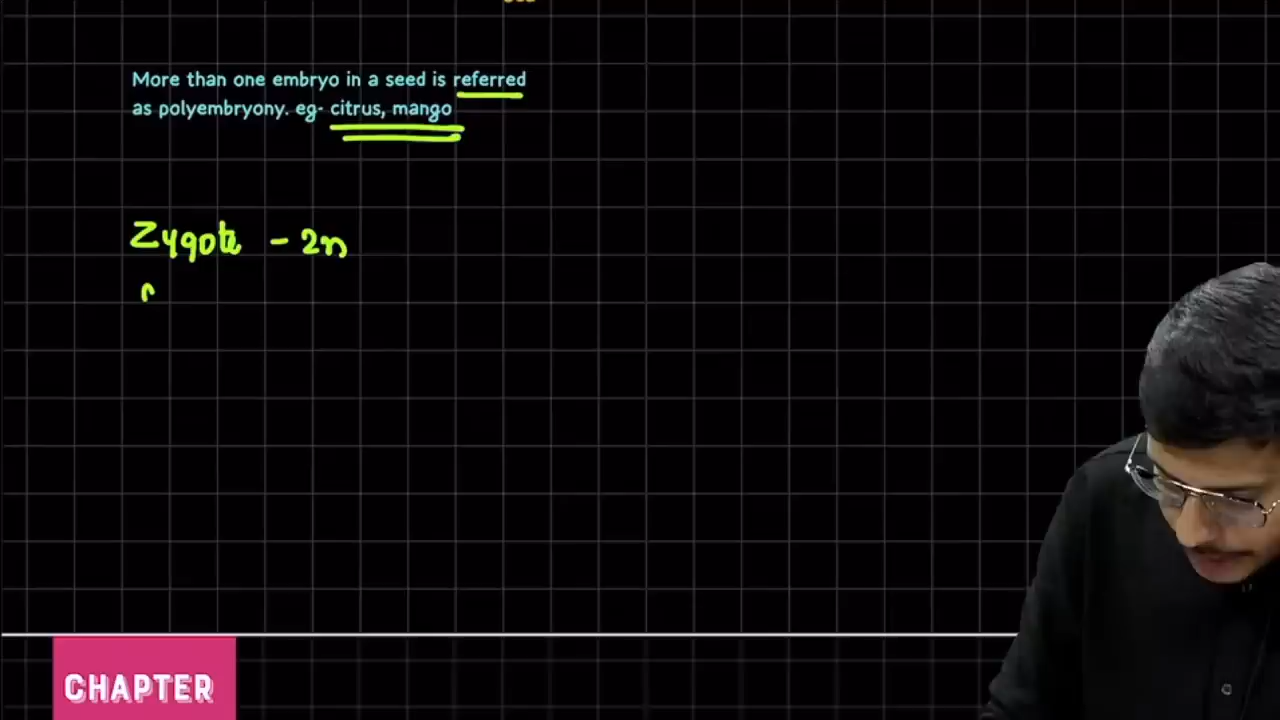 More than one embryo in a seed is referred
as polyembryony. eg- citrus, mango
Zygote - 2n
CHAPTER